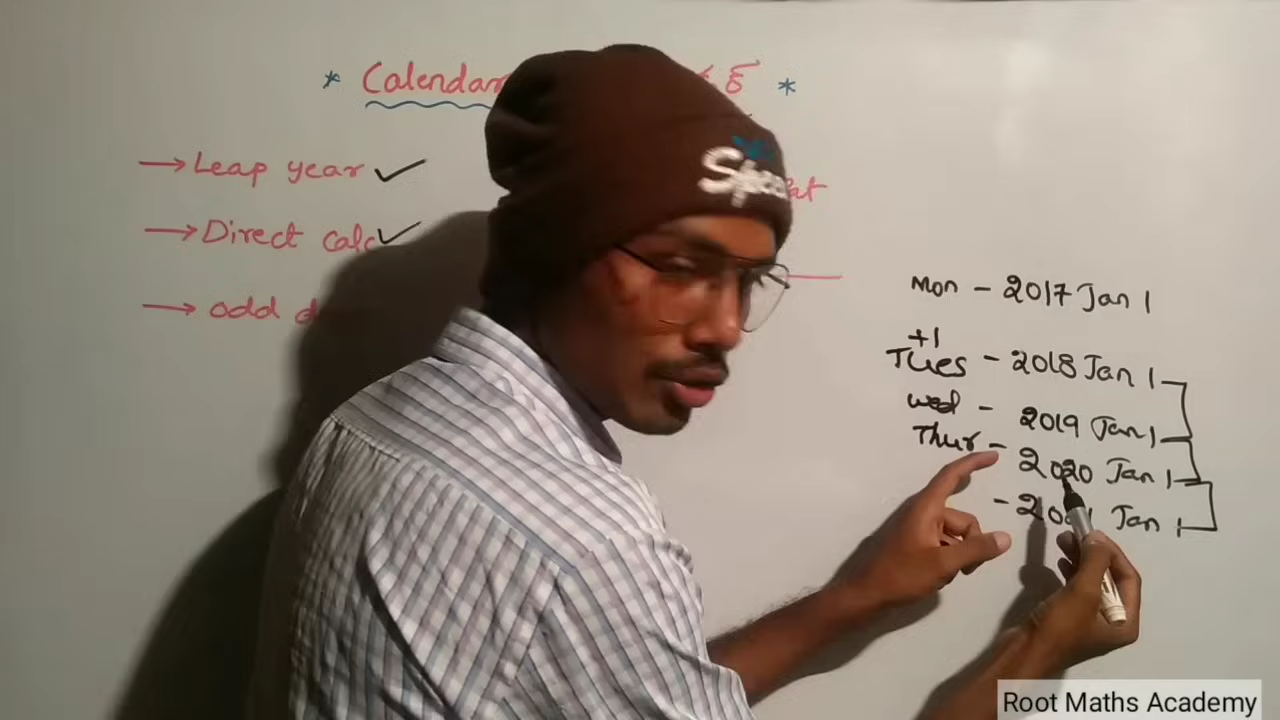 * Calendar *
→ Leap year ✓
→ Direct calc ✓
→ odd
Mon - 2017 Jan 1
+1
Tues - 2018 Jan 1
wed - 2019 Jan 1
Thur - 2020 Jan 1
- 2021 Jan 1
Root Maths Academy